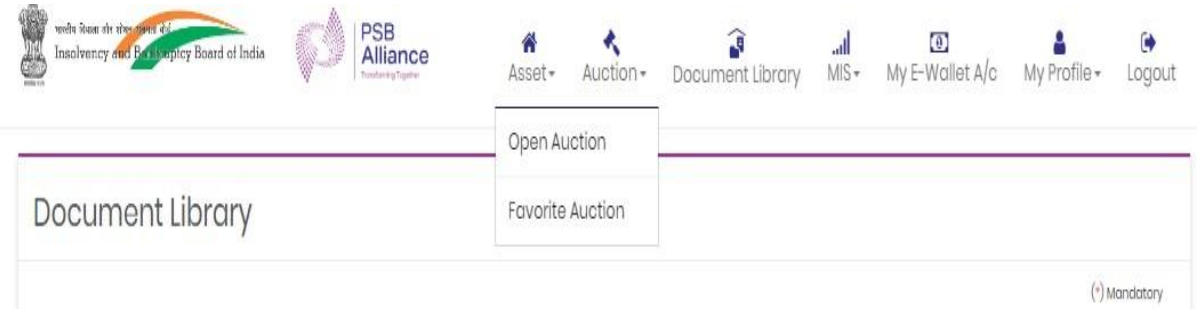 Insolvency and Bankruptcy Board of India
PSB
Alliance
Asset
Auction
Document Library
MIS
My E-Wallet A/c
My Profile
Logout
Open Auction
Favorite Auction
Document Library
(*) Mandatory